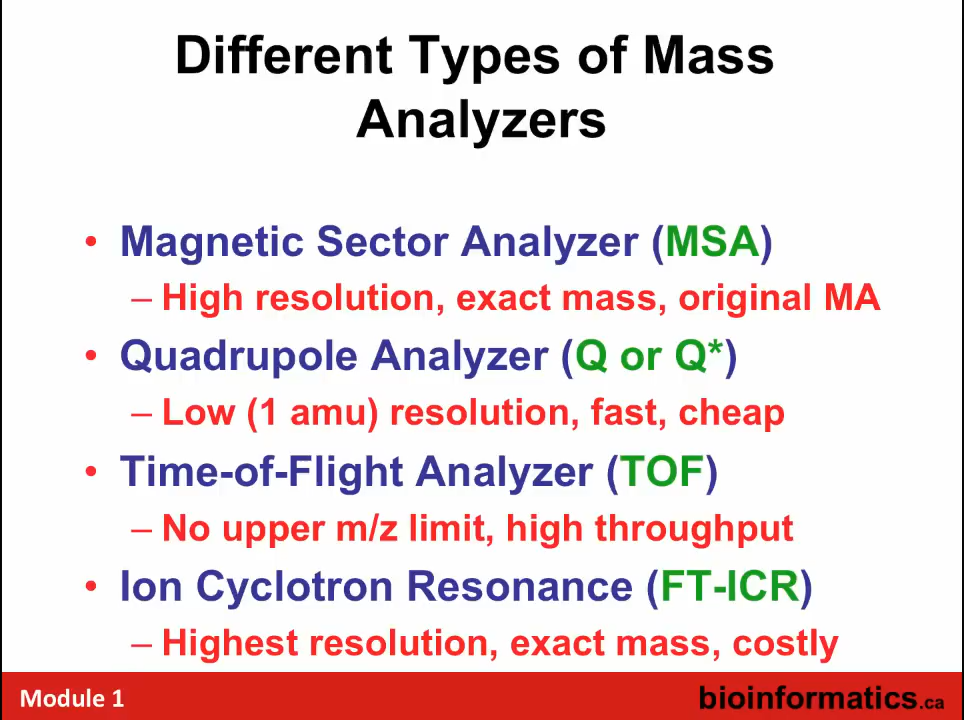 Different Types of Mass
Analyzers
• Magnetic Sector Analyzer (MSA)
– High resolution, exact mass, original MA
• Quadrupole Analyzer (Q or Q*)
– Low (1 amu) resolution, fast, cheap
• Time-of-Flight Analyzer (TOF)
– No upper m/z limit, high throughput
• Ion Cyclotron Resonance (FT-ICR)
– Highest resolution, exact mass, costly
Module 1
bioinformatics.ca